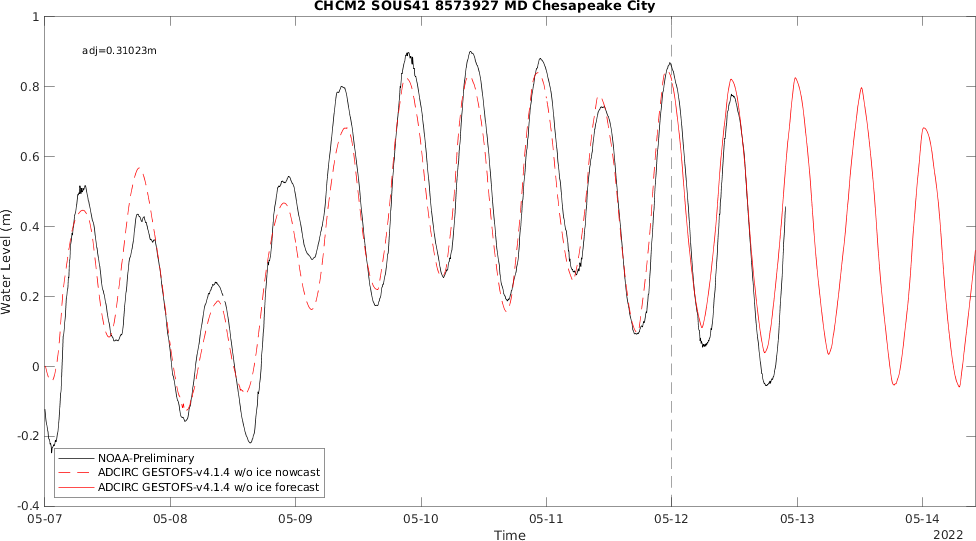 CHCM2 SOUS41 8573927 MD Chesapeake City
adj=0.31023m
1
0.8
0.6
0.4
0.2
0
-0.2
-0.4
Water Level (m)
NOAA-Preliminary
ADCIRC GESTOFS-v4.1.4 w/o ice nowcast
ADCIRC GESTOFS-v4.1.4 w/o ice forecast
05-07 05-08 05-09 05-10 05-11 05-12 05-13 05-14
Time
2022